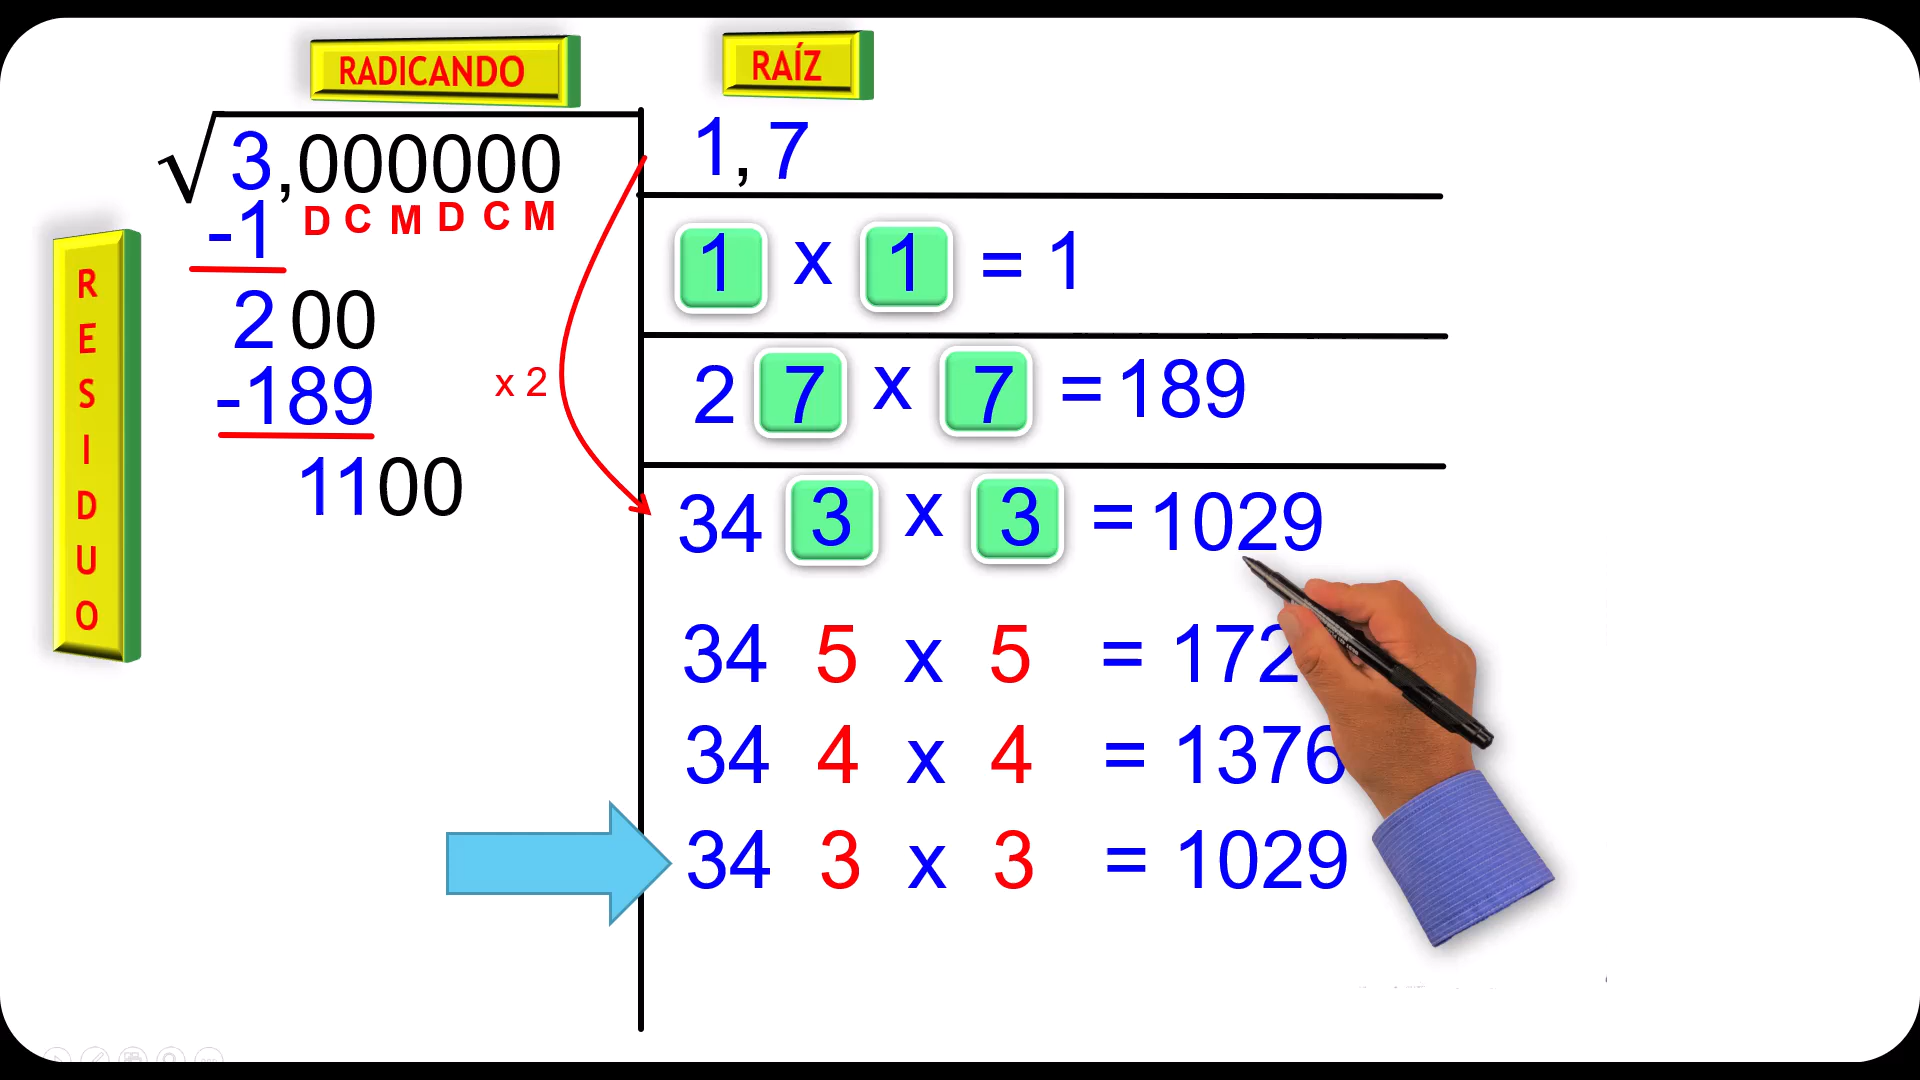 RADICANDO
RAÍZ
√3,000000
1,7
-1
D C M D C M
1 x 1 = 1
200
x 2
2 7 x 7 = 189
-189
1100
34 3 x 3 = 1029
34 5 x 5 = 172
34 4 x 4 = 1376
34 3 x 3 = 1029
RESIDUO